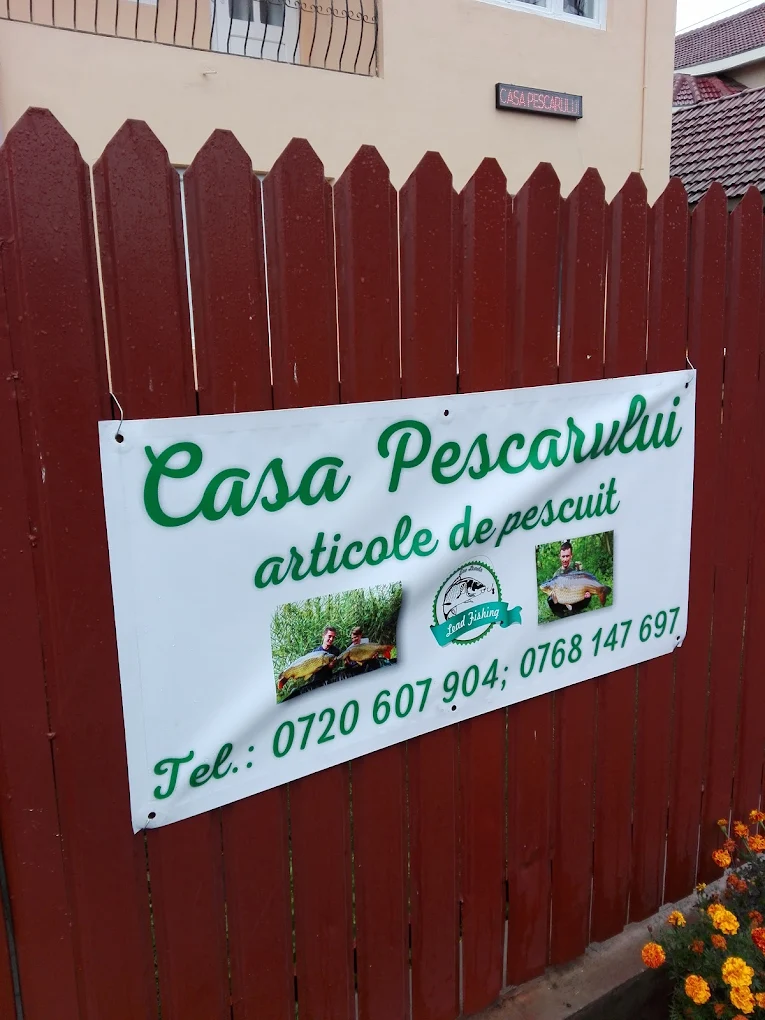 CASA PESCARULUI
Casa Pescarului
articole de pescuit
Lead Fishing
Tel.: 0720 607 904; 0768 147 697